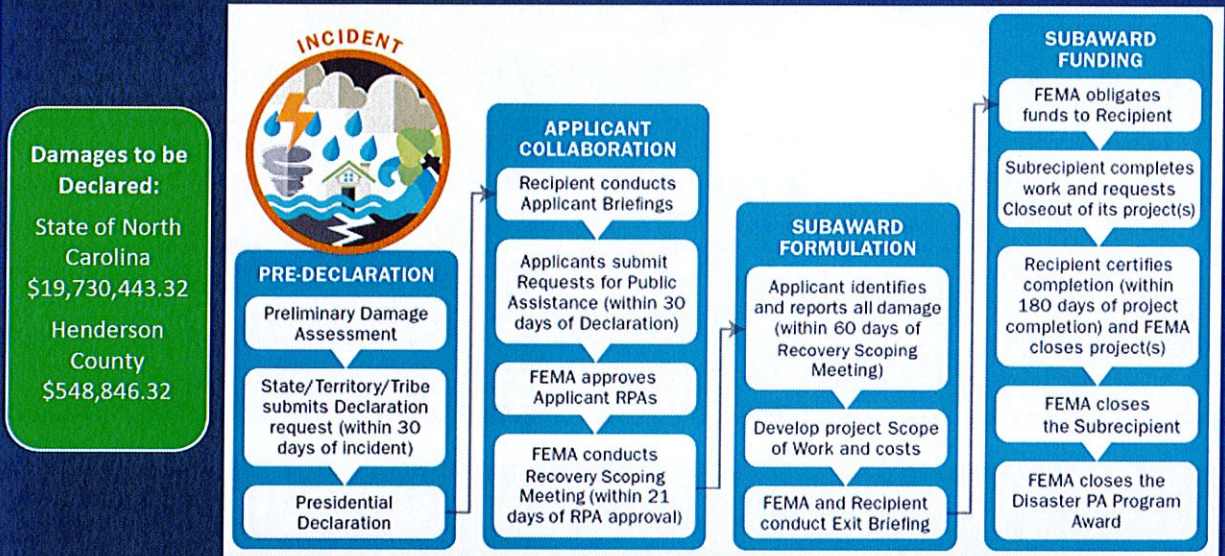 Damages to be
Declared:
State of North
Carolina
$19,730,443.32
Henderson
County
$548,846.32
INCIDENT
PRE-DECLARATION
Preliminary Damage
Assessment
State/Territory/Tribe
submits Declaration
request (within 30
days of incident)
Presidential
Declaration
APPLICANT
COLLABORATION
Recipient conducts
Applicant Briefings
Applicants submit
Requests for Public
Assistance (within 30
days of Declaration)
FEMA approves
Applicant RPAs
FEMA conducts
Recovery Scoping
Meeting (within 21
days of RPA approval)
SUBAWARD
FORMULATION
Applicant identifies
and reports all damage
(within 60 days of
Recovery Scoping
Meeting)
Develop project Scope
of Work and costs
FEMA and Recipient
conduct Exit Briefing
SUBAWARD
FUNDING
FEMA obligates
funds to Recipient
Subrecipient completes
work and requests
Closeout of its project(s)
Recipient certifies
completion (within
180 days of project
completion) and FEMA
closes project(s)
FEMA closes
the Subrecipient
FEMA closes the
Disaster PA Program
Award